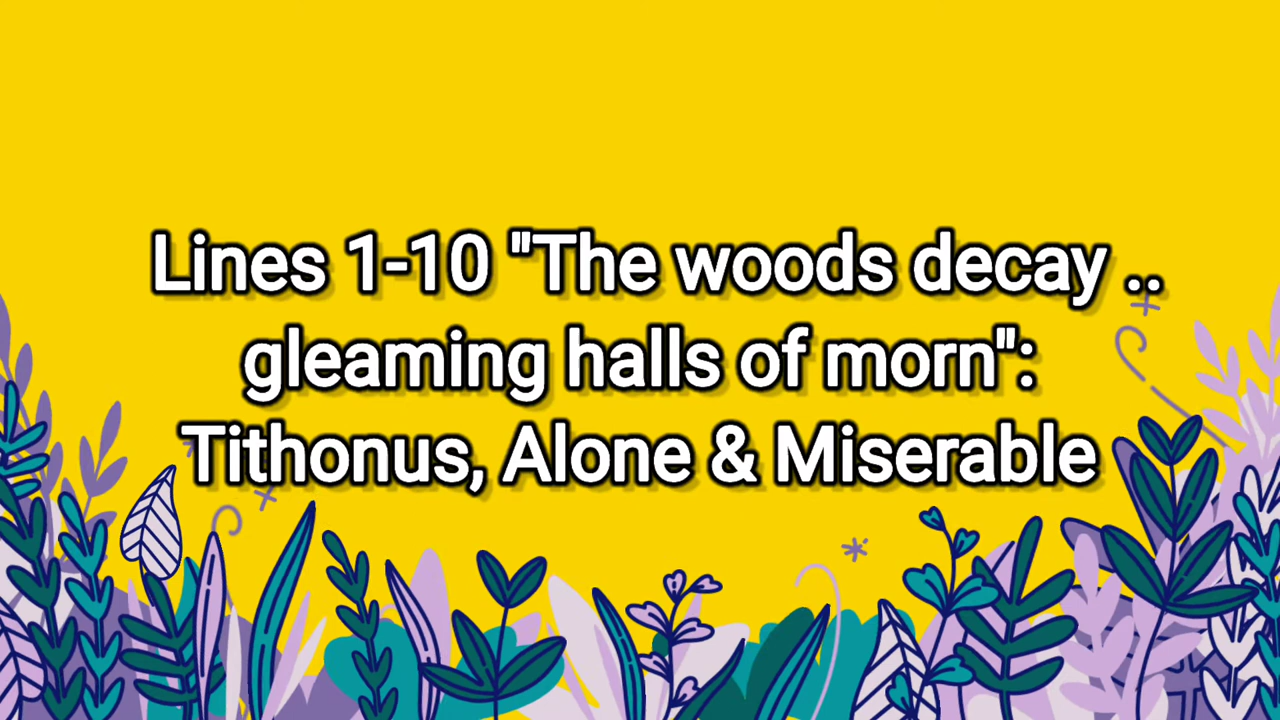 Lines 1-10 "The woods decay ..
gleaming halls of morn":
Tithonus, Alone & Miserable